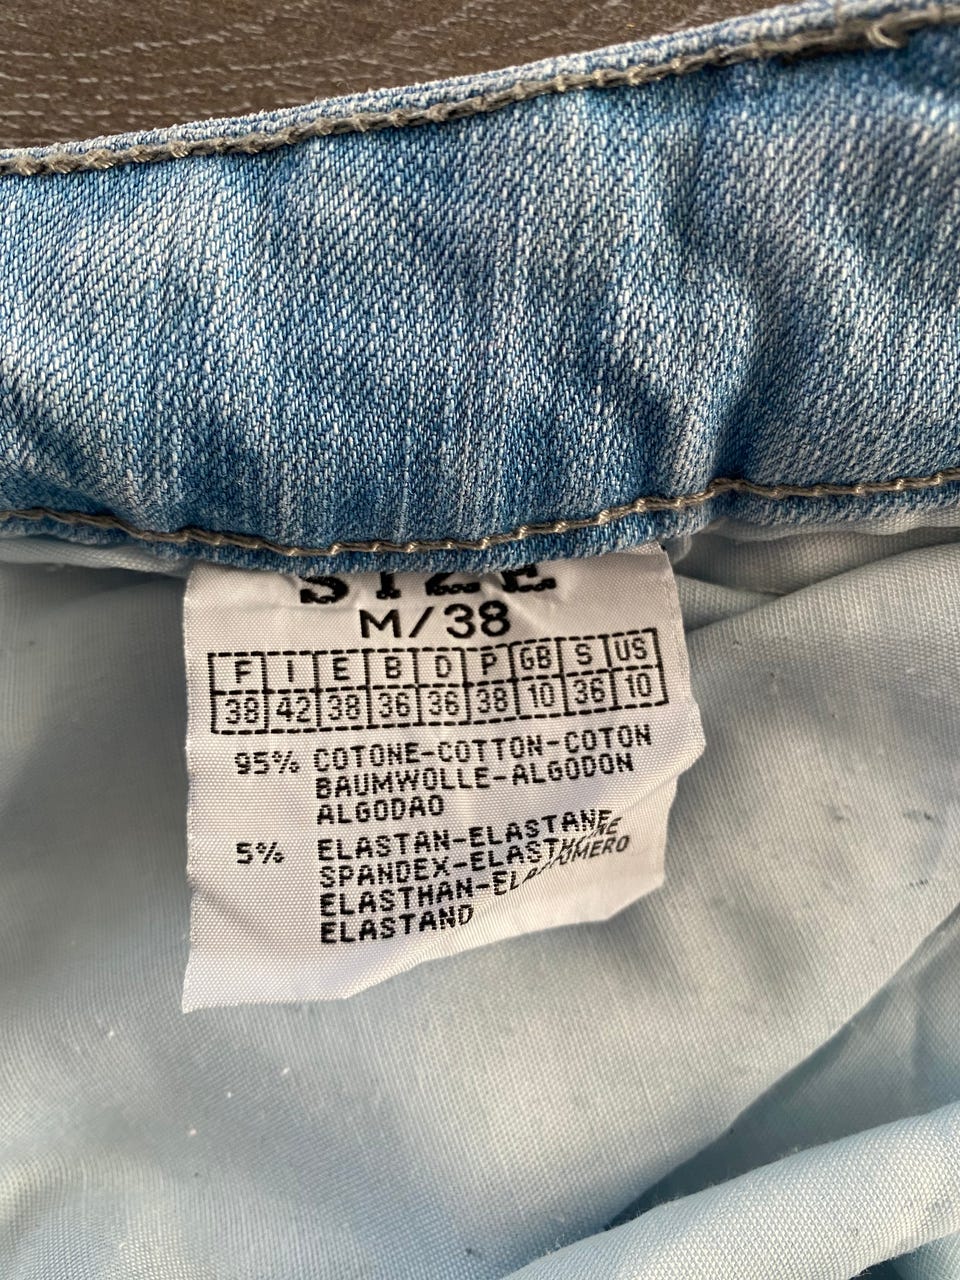 SIZE
M/38
F I E B D P GB S US
38 42 38 36 36 38 10 36 10
95% COTONE-COTTON-COTON
BAUMWOLLE-ALGODON
ALGODAO
5% ELASTAN-ELASTANE
SPANDEX-ELASTHANNE
ELASTHAN-ELASTOMERO
ELASTAND